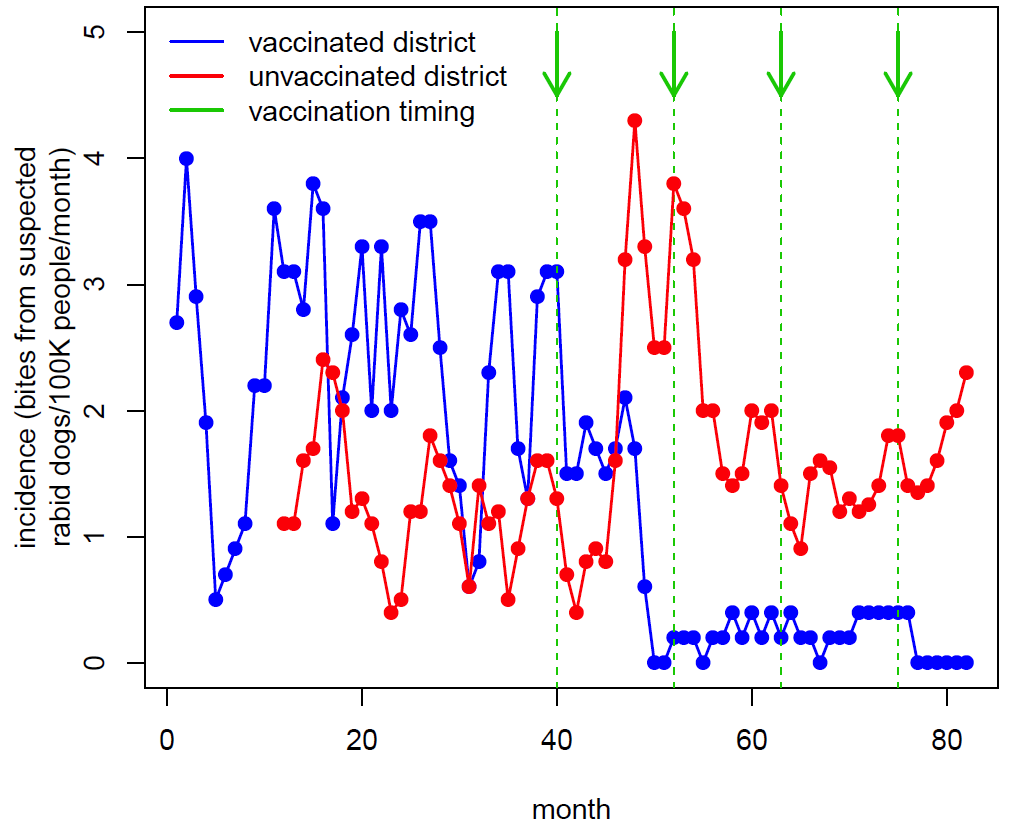 vaccinated district
unvaccinated district
vaccination timing
incidence (bites from suspected
rabid dogs/100K people/month)
5
4
3
2
1
0
0 20 40 60 80
month